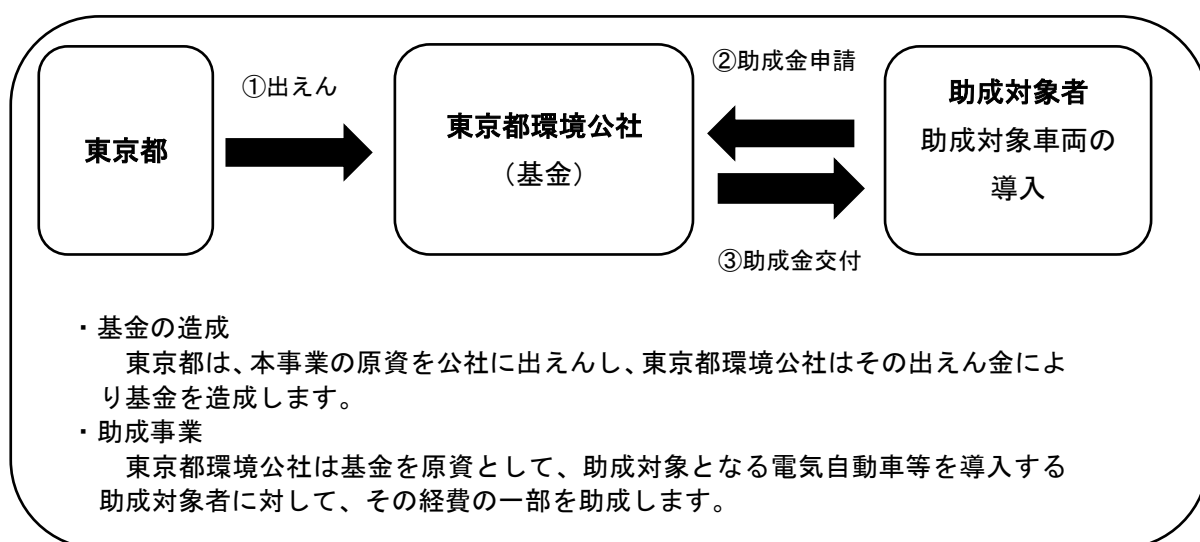 東京都
①出えん
東京都環境公社
（基金）
②助成金申請
③助成金交付
助成対象者
助成対象車両の
導入
・基金の造成
東京都は、本事業の原資を公社に出えんし、東京都環境公社はその出えん金によ
り基金を造成します。
・助成事業
東京都環境公社は基金を原資として、助成対象となる電気自動車等を導入する
助成対象者に対して、その経費の一部を助成します。